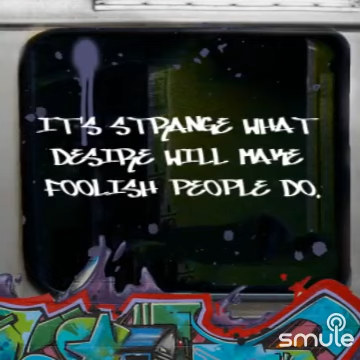 IT'S STRANGE WHAT
DESIRE WILL MAKE
FOOLISH PEOPLE DO.
smule